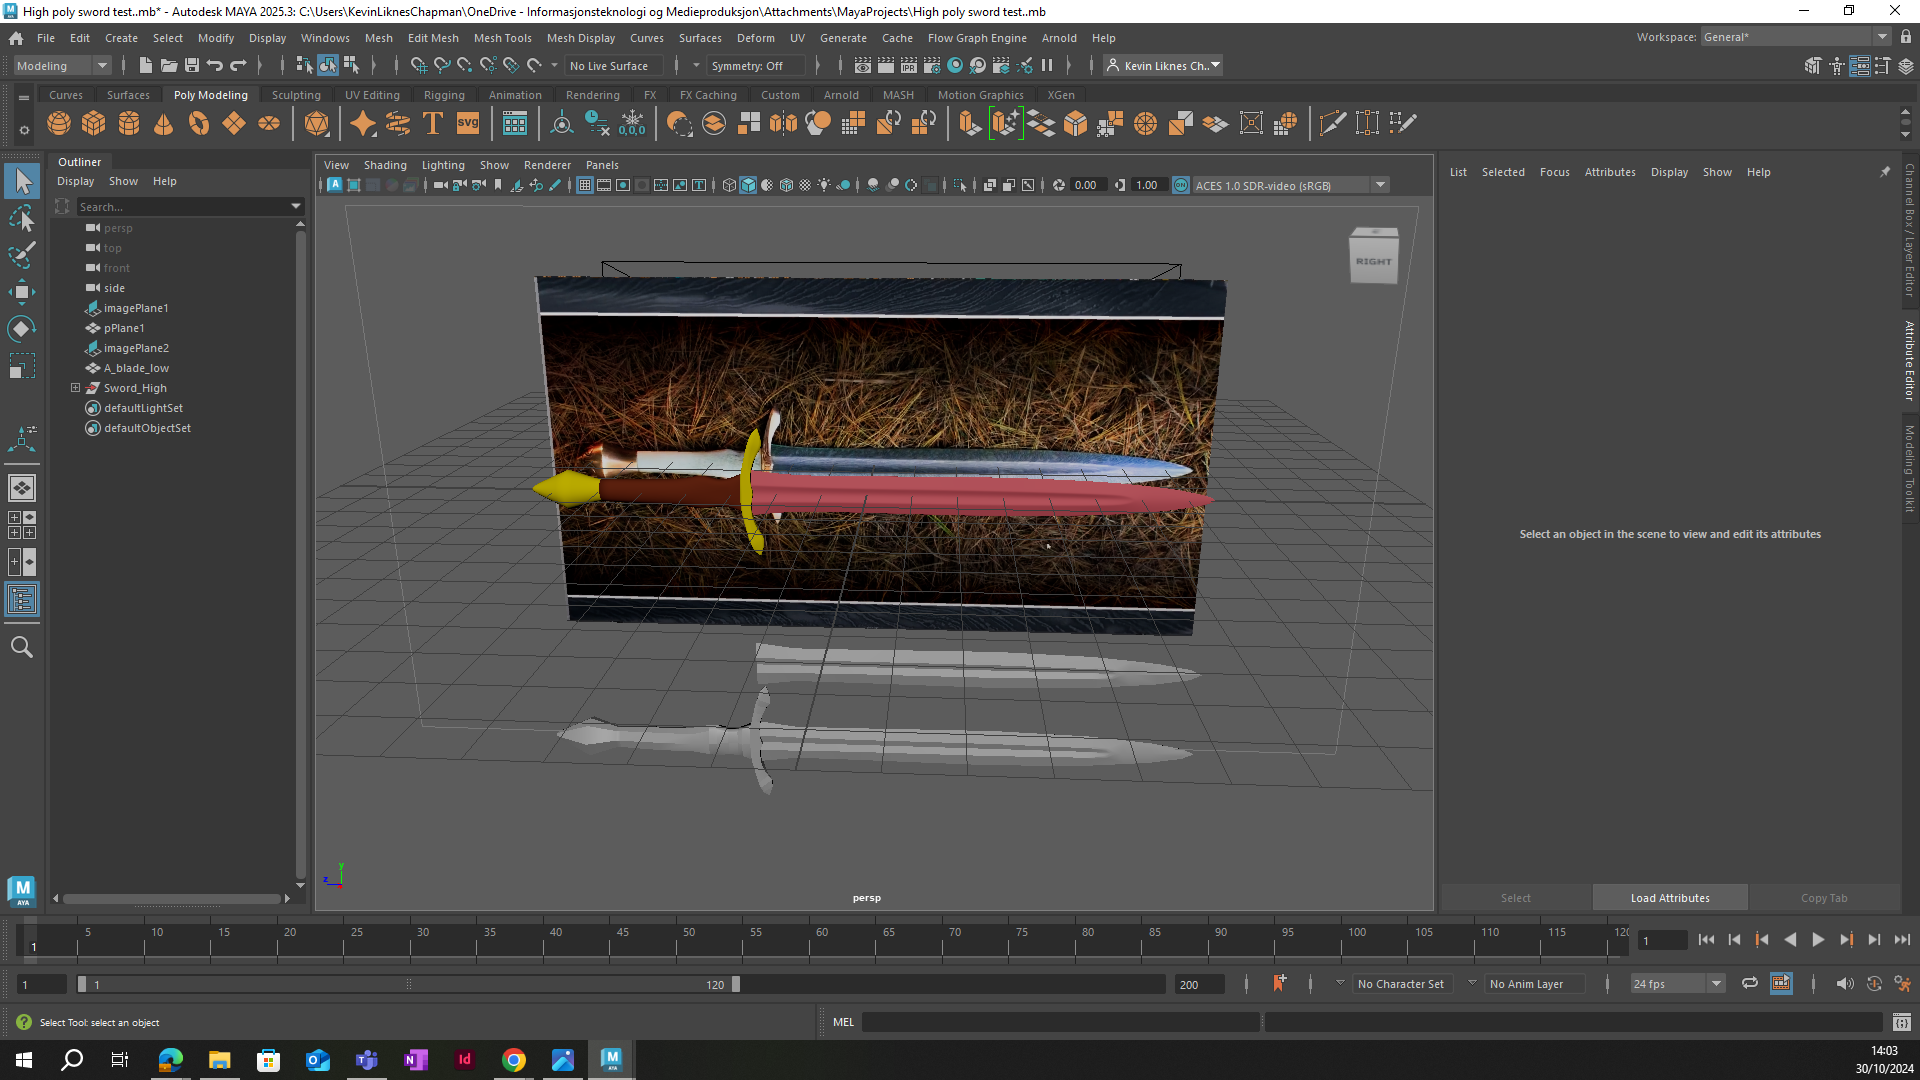 High poly sword test..mb* - Autodesk MAYA 2025.3: C:\Users\KevinLiknesChapman\OneDrive - Informasjonsteknologi og Medieproduksjon\Attachments\MayaProjects\High poly sword test..mb
File Edit Create Select Modify Display Windows Mesh Edit Mesh Mesh Tools Mesh Display Curves Surfaces Deform UV Generate Cache Flow Graph Engine Arnold Help
Workspace: General*
Modeling No Live Surface Symmetry: Off IPR Kevin Liknes Ch..
Curves Surfaces Poly Modeling Sculpting UV Editing Rigging Animation Rendering FX FX Caching Custom Arnold MASH Motion Graphics XGen
T SVG 0,0,0
Outliner
Display Show Help
Search...
persp
top
front
side
imagePlane1
pPlane1
imagePlane2
A_blade_low
Sword_High
defaultLightSet
defaultObjectSet
View Shading Lighting Show Renderer Panels
0.00 1.00 ACES 1.0 SDR-video (sRGB)
RIGHT
y
z
persp
List Selected Focus Attributes Display Show Help
Select an object in the scene to view and edit its attributes
Select Load Attributes Copy Tab
Channel Box / Layer Editor
Attribute Editor
Modeling Toolkit
M
AYA
1 5 10 15 20 25 30 35 40 45 50 55 60 65 70 75 80 85 90 95 100 105 110 115 120
1
1 1 120 200 No Character Set No Anim Layer 24 fps
Select Tool: select an object
MEL
Id
14:03
30/10/2024